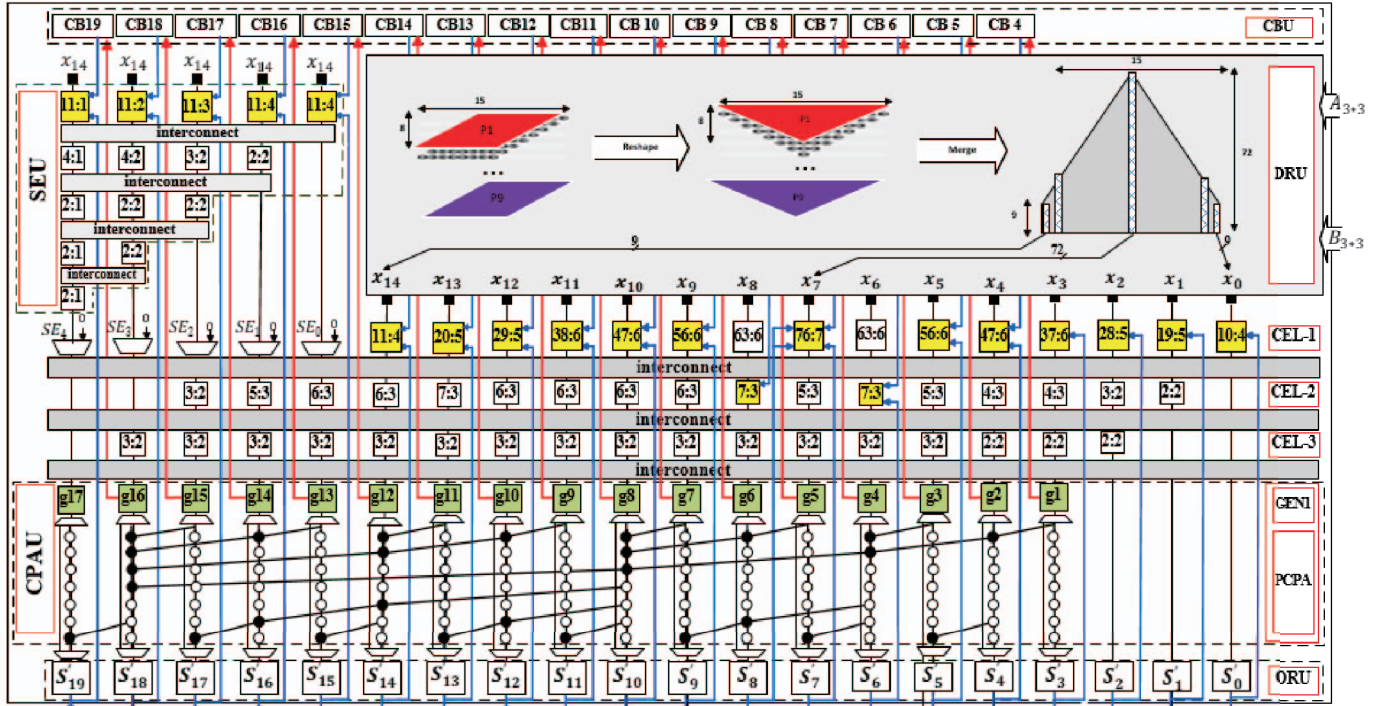 CB19 CB18 CB17 CB16 CB15 CB14 CB13 CB12 CB11 CB 10 CB 9 CB 8 CB 7 CB 6 CB 5 CB 4 CBU
x14 x14 x14 x14 x14
11:1 11:2 11:3 11:4 11:4
interconnect
4:1 4:2 3:2 2:2
interconnect
2:1 2:2 2:2
interconnect
2:1 2:2
interconnect
2:1
SEU
SE4 0 SE3 0 SE2 0 SE1 0 SE0 0
15
8
P1
...
P9
Reshape
15
8
P1
...
P9
Merge
15
72
9
9
72
9
DRU
A3*3
B3*3
x14 x13 x12 x11 x10 x9 x8 x7 x6 x5 x4 x3 x2 x1 x0
11:4 20:5 29:5 38:6 47:6 56:6 63:6 76:7 63:6 56:6 47:6 37:6 28:5 19:5 10:4 CEL-1
interconnect
3:2 5:3 6:3 6:3 7:3 6:3 6:3 6:3 6:3 7:3 5:3 7:3 5:3 4:3 4:3 3:2 2:2 CEL-2
interconnect
3:2 3:2 3:2 3:2 3:2 3:2 3:2 3:2 3:2 3:2 3:2 3:2 3:2 2:2 2:2 2:2 CEL-3
interconnect
g17 g16 g15 g14 g13 g12 g11 g10 g9 g8 g7 g6 g5 g4 g3 g2 g1 GEN1
CPAU
PCPA
S'19 S'18 S'17 S'16 S'15 S'14 S'13 S'12 S'11 S'10 S'9 S'8 S'7 S'6 S'5 S'4 S'3 S'2 S'1 S'0 ORU